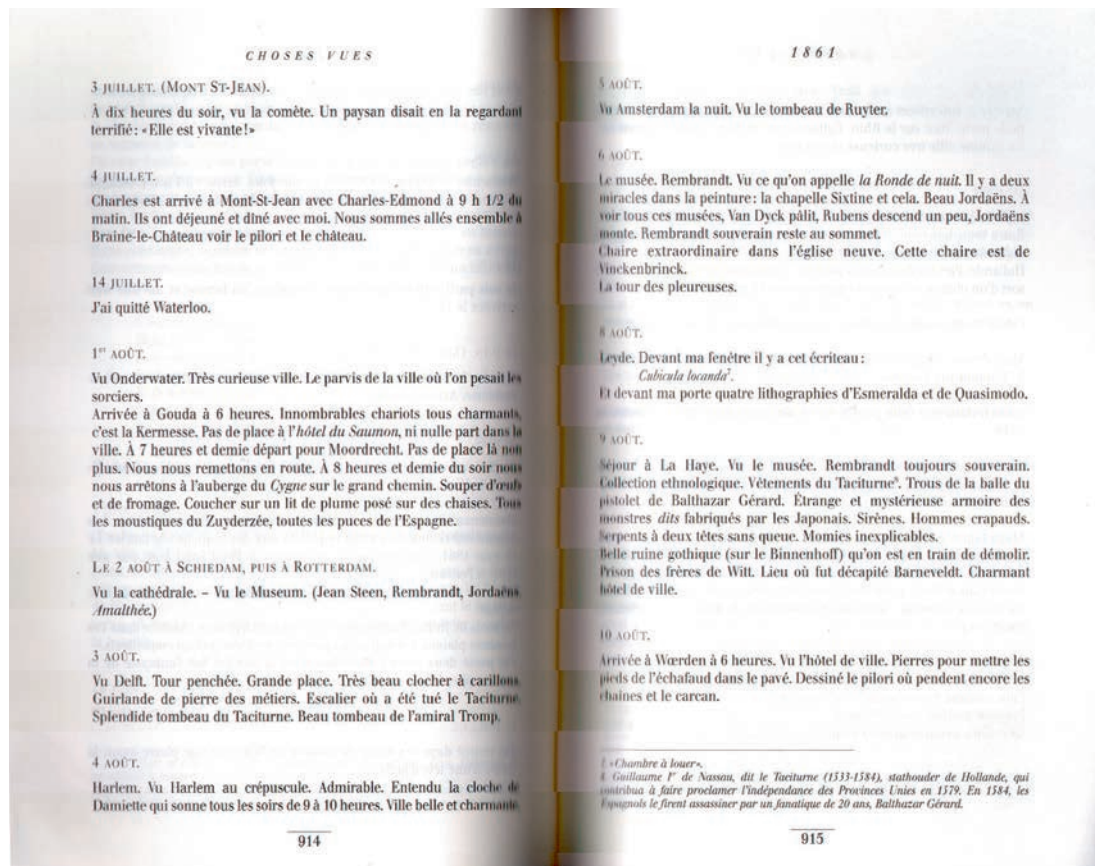 CHOSES VUES
3 JUILLET. (MONT ST-JEAN).
À dix heures du soir, vu la comète. Un paysan disait en la regardant
terrifié : «Elle est vivante!»
4 JUILLET.
Charles est arrivé à Mont-St-Jean avec Charles-Edmond à 9 h 1/2 du
matin. Ils ont déjeuné et dîné avec moi. Nous sommes allés ensemble à
Braine-le-Château voir le pilori et le château.
14 JUILLET.
J'ai quitté Waterloo.
1er AOÛT.
Vu Onderwater. Très curieuse ville. Le parvis de la ville où l'on pesait les
sorciers.
Arrivée à Gouda à 6 heures. Innombrables chariots tous charmants,
c'est la Kermesse. Pas de place à l'hôtel du Saumon, ni nulle part dans la
ville. À 7 heures et demie départ pour Moordrecht. Pas de place là non
plus. Nous nous remettons en route. À 8 heures et demie du soir nous
nous arrêtons à l'auberge du Cygne sur le grand chemin. Souper d'œufs
et de fromage. Coucher sur un lit de plume posé sur des chaises. Tous
les moustiques du Zuyderzée, toutes les puces de l'Espagne.
LE 2 AOÛT À SCHIEDAM, PUIS À ROTTERDAM.
Vu la cathédrale. – Vu le Museum. (Jean Steen, Rembrandt, Jordaëns,
Amalthée.)
3 AOÛT.
Vu Delft. Tour penchée. Grande place. Très beau clocher à carillons.
Guirlande de pierre des métiers. Escalier où a été tué le Taciturne.
Splendide tombeau du Taciturne. Beau tombeau de l'amiral Tromp.
4 AOÛT.
Harlem. Vu Harlem au crépuscule. Admirable. Entendu la cloche de
Damiette qui sonne tous les soirs de 9 à 10 heures. Ville belle et charmante.
914
1861
5 AOÛT.
Vu Amsterdam la nuit. Vu le tombeau de Ruyter.
6 AOÛT.
Le musée. Rembrandt. Vu ce qu'on appelle la Ronde de nuit. Il y a deux
miracles dans la peinture : la chapelle Sixtine et cela. Beau Jordaëns. À
voir tous ces musées, Van Dyck pâlit, Rubens descend un peu, Jordaëns
monte. Rembrandt souverain reste au sommet.
Chaire extraordinaire dans l'église neuve. Cette chaire est de
Vinckenbrinck.
La tour des pleureuses.
8 AOÛT.
Leyde. Devant ma fenêtre il y a cet écriteau :
Cubicula locanda7.
Et devant ma porte quatre lithographies d'Esmeralda et de Quasimodo.
9 AOÛT.
Séjour à La Haye. Vu le musée. Rembrandt toujours souverain.
Collection ethnologique. Vêtements du Taciturne8. Trous de la balle du
pistolet de Balthazar Gérard. Étrange et mystérieuse armoire des
monstres dits fabriqués par les Japonais. Sirènes. Hommes crapauds.
Serpents à deux têtes sans queue. Momies inexplicables.
Belle ruine gothique (sur le Binnenhoff) qu'on est en train de démolir.
Prison des frères de Witt. Lieu où fut décapité Barneveldt. Charmant
hôtel de ville.
10 AOÛT.
Arrivée à Wœrden à 6 heures. Vu l'hôtel de ville. Pierres pour mettre les
pieds de l'échafaud dans le pavé. Dessiné le pilori où pendent encore les
chaînes et le carcan.
7. «Chambre à louer».
8. Guillaume Ier de Nassau, dit le Taciturne (1533-1584), stathouder de Hollande, qui
contribua à faire proclamer l'indépendance des Provinces Unies en 1579. En 1584, les
Espagnols le firent assassiner par un fanatique de 20 ans, Balthazar Gérard.
915